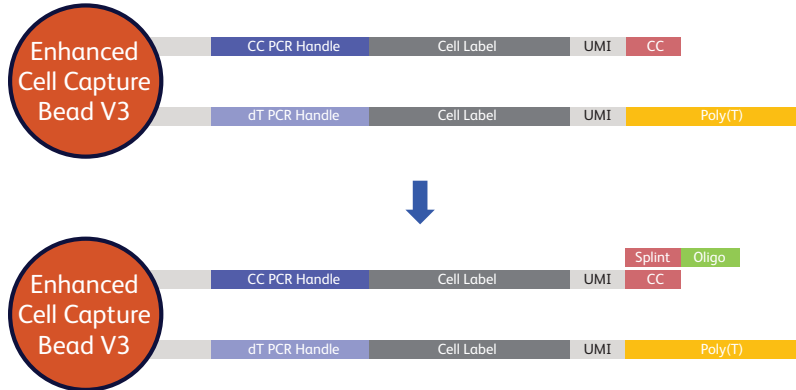 Enhanced
Cell Capture
Bead V3
CC PCR Handle Cell Label UMI CC
dT PCR Handle Cell Label UMI Poly(T)
Enhanced
Cell Capture
Bead V3
Splint Oligo
CC PCR Handle Cell Label UMI CC
dT PCR Handle Cell Label UMI Poly(T)